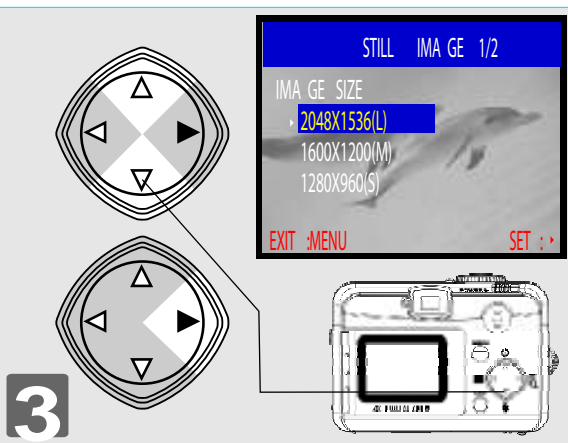 STILL IMA GE 1/2
IMA GE SIZE
2048X1536(L)
1600X1200(M)
1280X960(S)
EXIT :MENU SET :
3